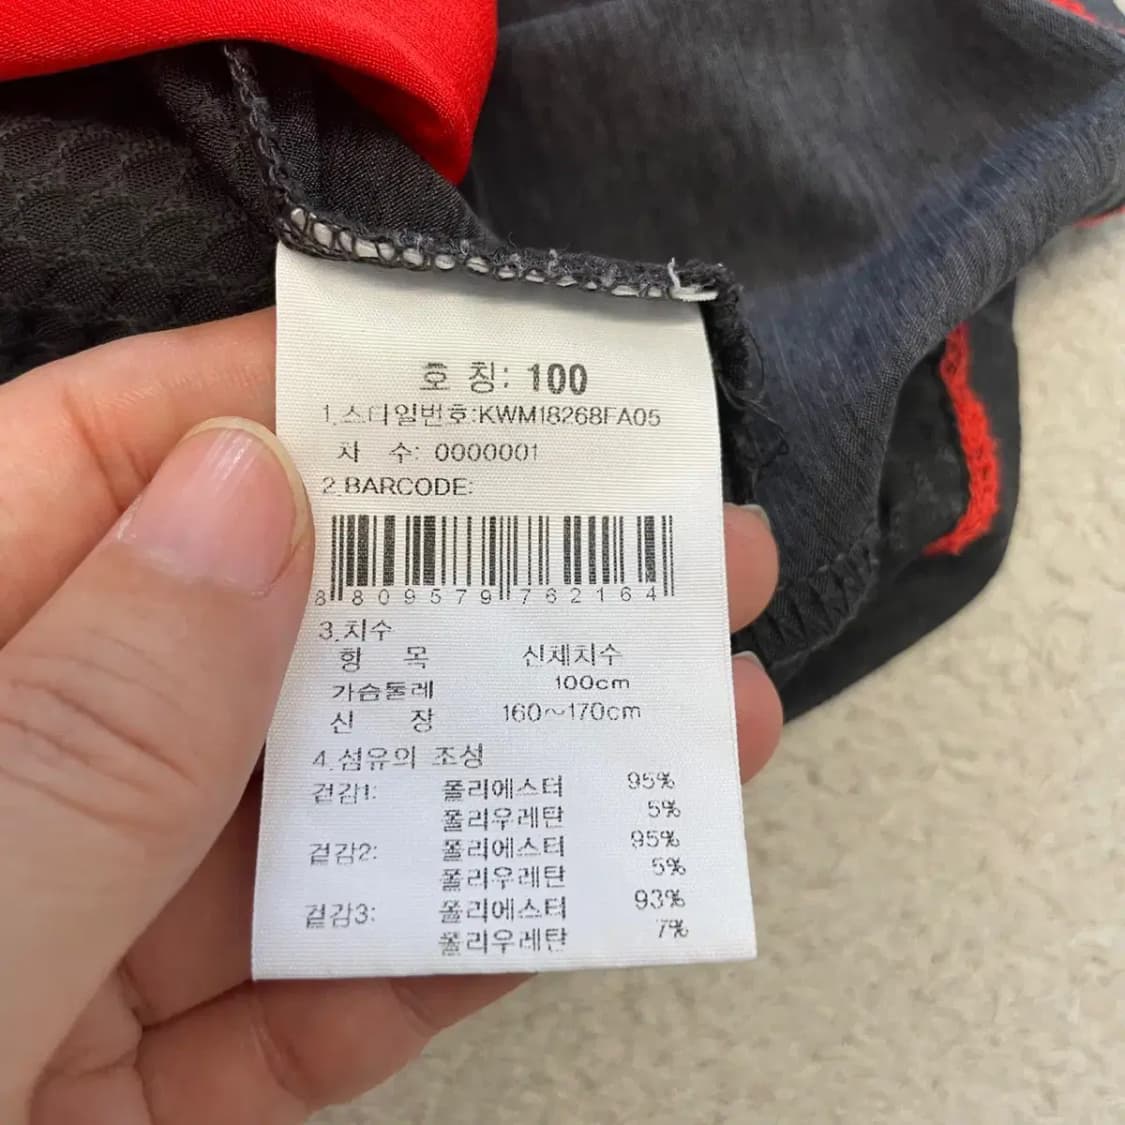 호 칭: 100
1.스타일번호:KWM18268FA05
차 수: 0000001
2.BARCODE:
8 809579 762164
3.치수
항 목 신체치수
가슴둘레 100cm
신 장 160~170cm
4.섬유의 조성
겉감1: 폴리에스터 95%
폴리우레탄 5%
겉감2: 폴리에스터 95%
폴리우레탄 5%
겉감3: 폴리에스터 93%
폴리우레탄 7%